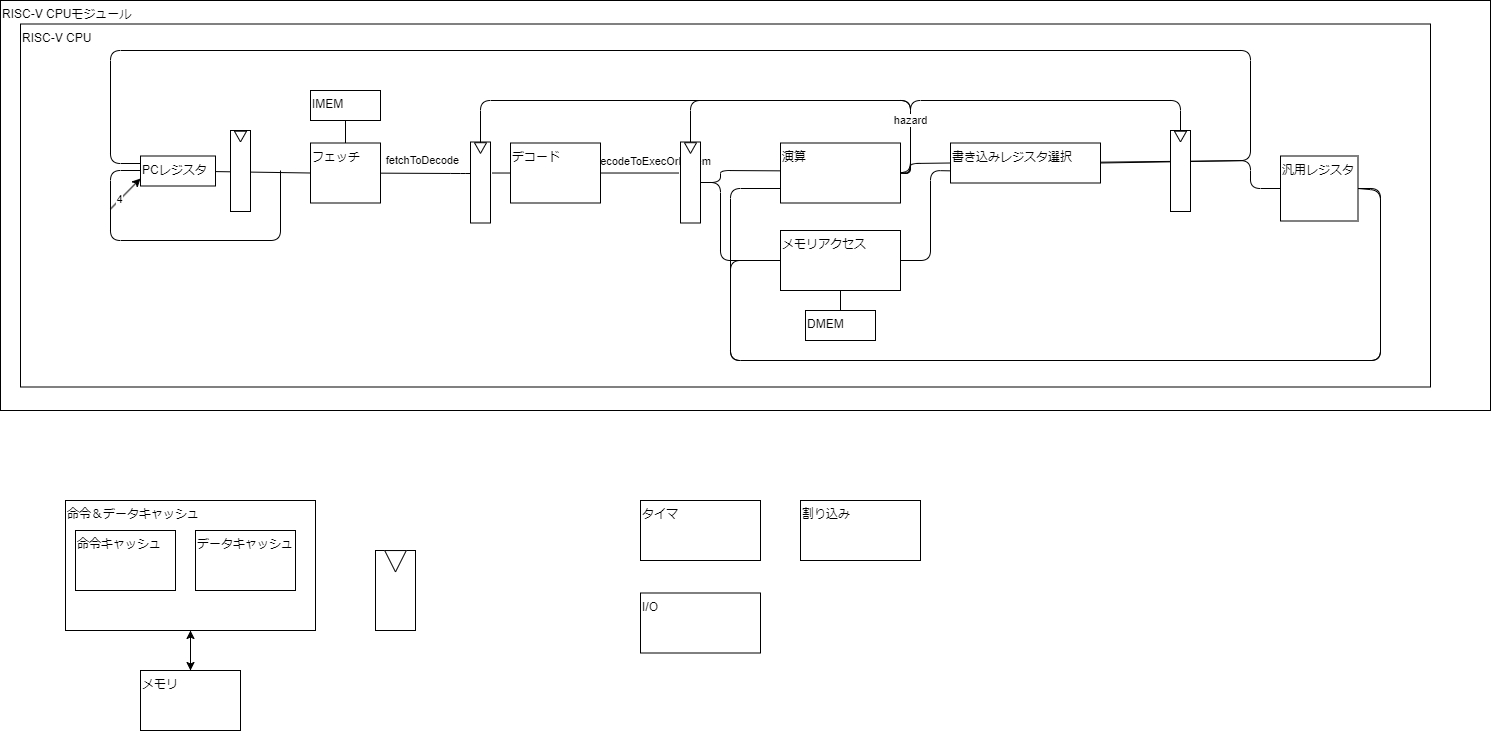 RISC-V CPUモジュール
RISC-V CPU
IMEM
hazard
PCレジスタ
4
フェッチ
fetchToDecode
デコード
演算
書き込みレジスタ選択
汎用レジスタ
メモリアクセス
DMEM
命令&データキャッシュ
命令キャッシュ
データキャッシュ
タイマ
割り込み
I/O
メモリ